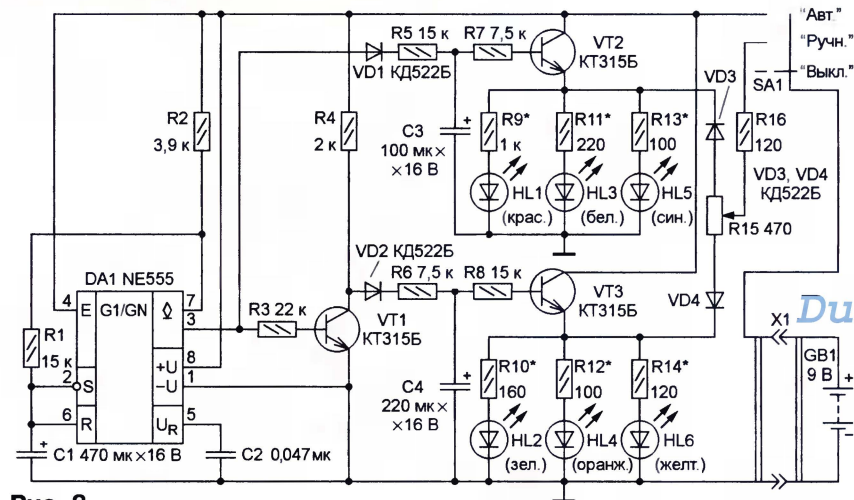 "Авт."
R5 15 к
R7 7,5 к
VT2
КТ315Б
"Ручн."
VD1 КД522Б
"Выкл."
SA1
VD3
R2
3,9 к
R4
2 к
C3
100 мк×
×16 В
R9*
1 к
R11*
220
R13*
100
R16
120
HL1
(крас.)
HL3
(бел.)
HL5
(син.)
VD3, VD4
КД522Б
R15 470
VD2 КД522Б
R6 7,5 к
R8 15 к
DA1 NE555
4
E
G1/GN
7
3
R3 22 к
VT1
КТ315Б
VT3
КТ315Б
VD4
Du
X1
R1
15 к
8
+U
2
S
1
–U
C4
220 мк×
×16 В
R10*
160
R12*
100
R14*
120
GB1
9 В
+
–
6
R
5
UR
HL2
(зел.)
HL4
(оранж.)
HL6
(желт.)
+
C1 470 мк×16 В
C2 0,047мк